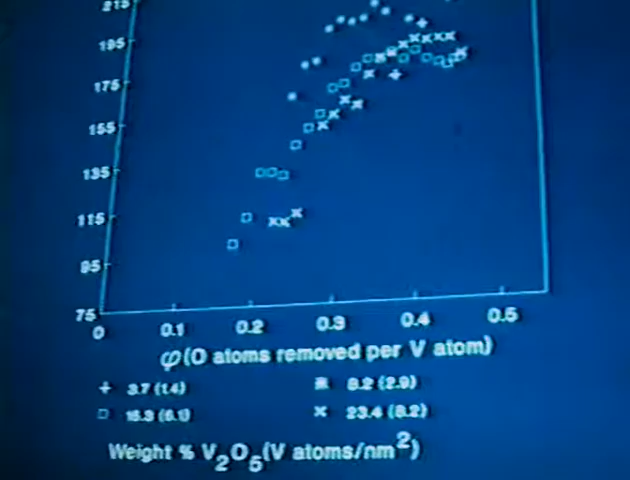 215
195
175
155
135
115
95
75
0 0.1 0.2 0.3 0.4 0.5
φ(O atoms removed per V atom)
+ 3.7 (1.4) 8.2 (2.9)
□ 16.3 (6.1) × 23.4 (8.2)
Weight % V2O5(V atoms/nm2)